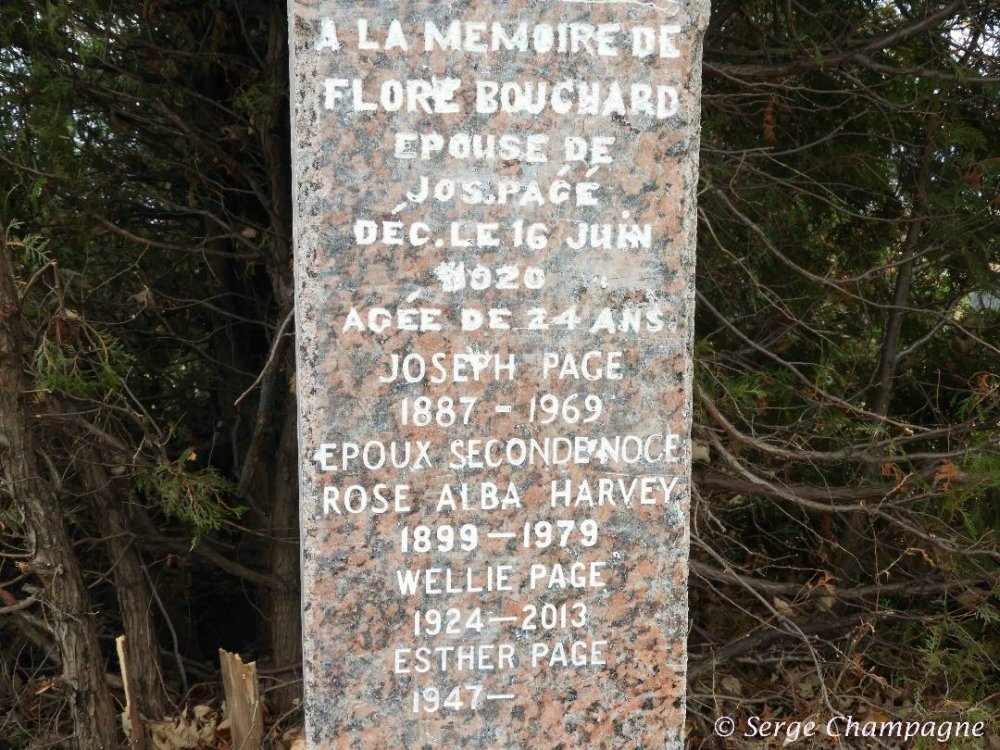 A LA MEMOIRE DE
FLORE BOUCHARD
EPOUSE DE
JOS. PAGÉ
DÉC. LE 16 JUIN
1020
AGÉE DE 24 ANS.
JOSEPH PAGE
1887 - 1969
EPOUX SECONDE NOCE
ROSE ALBA HARVEY
1899 — 1979
WELLIE PAGE
1924 — 2013
ESTHER PAGE
1947 —
© Serge Champagne